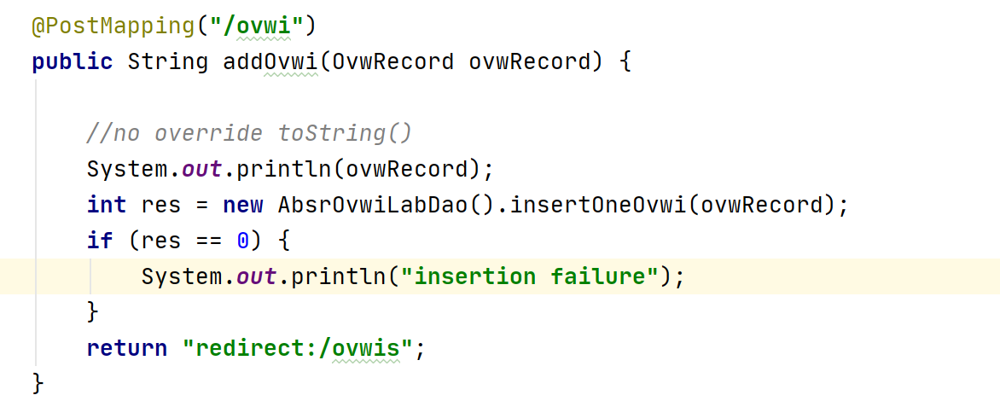 @PostMapping("/ovwi")
public String addOvwi(OvwRecord ovwRecord) {
//no override toString()
System.out.println(ovwRecord);
int res = new AbsrOvwiLabDao().insertOneOvwi(ovwRecord);
if (res == 0) {
System.out.println("insertion failure");
}
return "redirect:/ovwis";
}